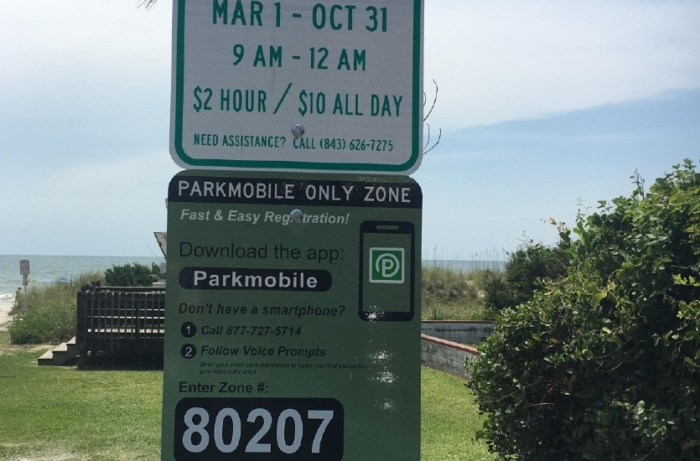 MAR 1 - OCT 31
9 AM - 12 AM
$2 HOUR / $10 ALL DAY
NEED ASSISTANCE? CALL (843) 626-7275
PARKMOBILE ONLY ZONE
Fast & Easy Registration!
Download the app:
Parkmobile
P
Don't have a smartphone?
1 Call 877-727-5714
2 Follow Voice Prompts
Enter Zone #:
80207